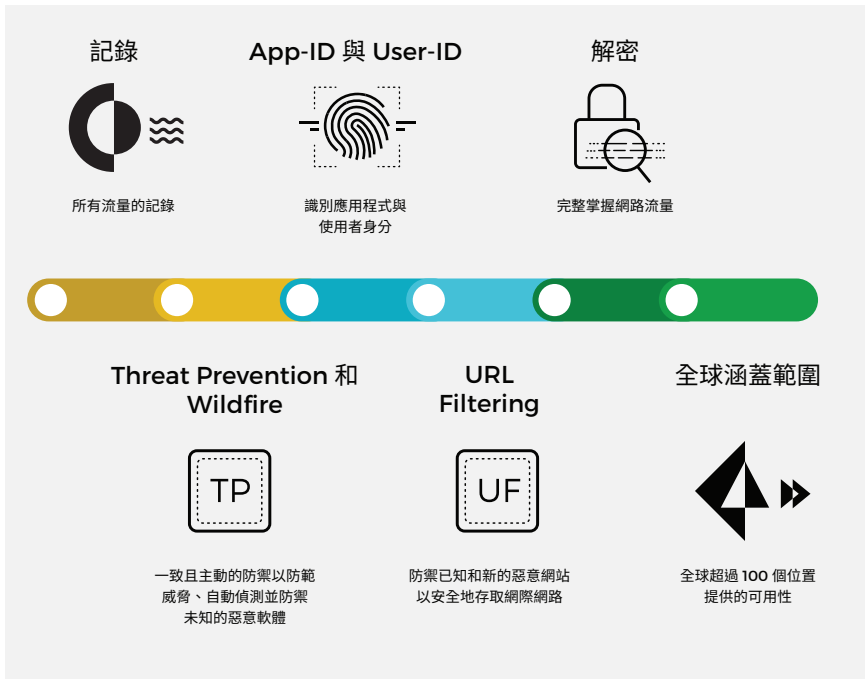 記錄
所有流量的記錄
App-ID 與 User-ID
識別應用程式與
使用者身分
解密
完整掌握網路流量
Threat Prevention 和
Wildfire
TP
一致且主動的防禦以防範
威脅、自動偵測並防禦
未知的惡意軟體
URL
Filtering
UF
防禦已知和新的惡意網站
以安全地存取網際網路
全球涵蓋範圍
全球超過 100 個位置
提供的可用性